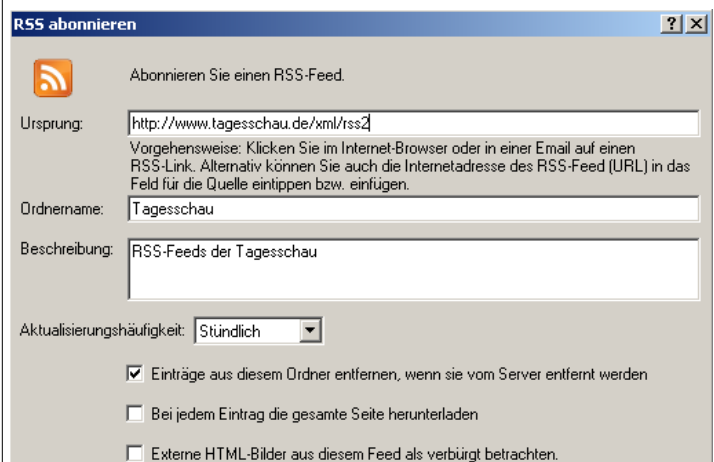 RSS abonnieren
Abonnieren Sie einen RSS-Feed.
Ursprung: http://www.tagesschau.de/xml/rss2
Vorgehensweise: Klicken Sie im Internet-Browser oder in einer Email auf einen
RSS-Link. Alternativ können Sie auch die Internetadresse des RSS-Feed (URL) in das
Feld für die Quelle eintippen bzw. einfügen.
Ordnername: Tagesschau
Beschreibung: RSS-Feeds der Tagesschau
Aktualisierungshäufigkeit: Stündlich
Einträge aus diesem Ordner entfernen, wenn sie vom Server entfernt werden
Bei jedem Eintrag die gesamte Seite herunterladen
Externe HTML-Bilder aus diesem Feed als verbürgt betrachten.